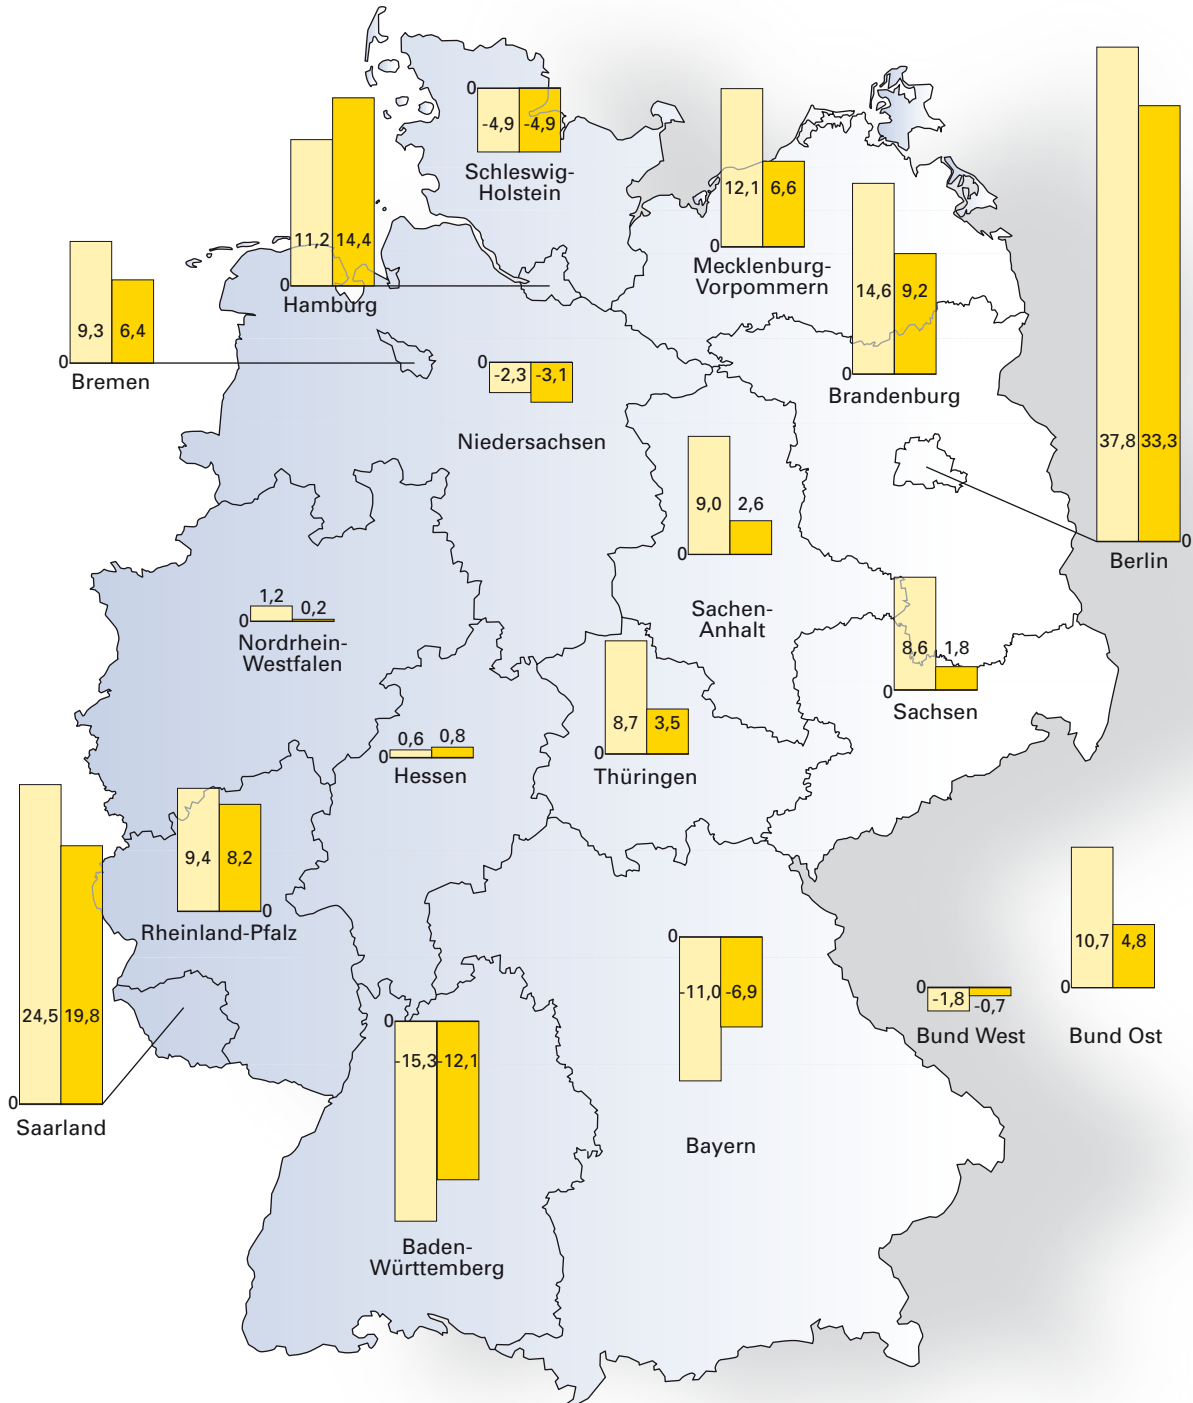 0
-4,9 -4,9
Schleswig-
Holstein
11,2 14,4
0
Hamburg
12,1 6,6
0
Mecklenburg-
Vorpommern
9,3 6,4
0
Bremen
14,6 9,2
0
Brandenburg
37,8 33,3
0
Berlin
0
-2,3 -3,1
Niedersachsen
9,0 2,6
0
Sachen-
Anhalt
1,2 0,2
0
Nordrhein-
Westfalen
8,6 1,8
0
Sachsen
0,6 0,8
0
Hessen
8,7 3,5
0
Thüringen
9,4 8,2
0
Rheinland-Pfalz
24,5 19,8
0
Saarland
0
-15,3 -12,1
Baden-
Württemberg
0
-11,0 -6,9
Bayern
0
-1,8 -0,7
Bund West
10,7 4,8
0
Bund Ost